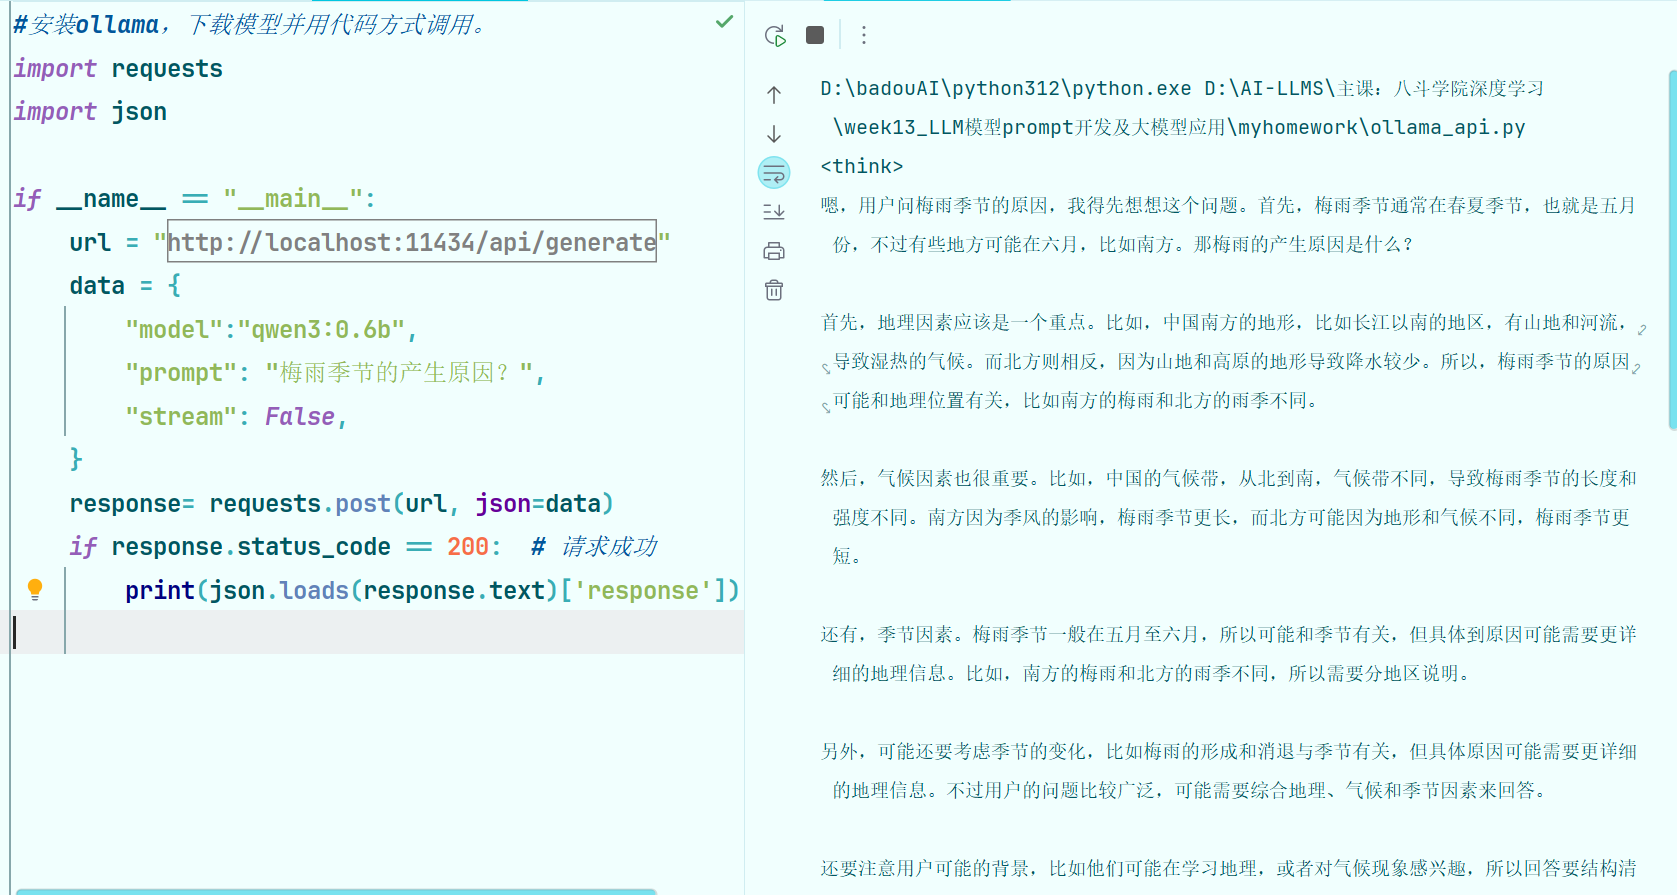 #安装ollama，下载模型并用代码方式调用。
import requests
import json
if __name__ == "__main__":
url = "http://localhost:11434/api/generate"
data = {
"model":"qwen3:0.6b",
"prompt": "梅雨季节的产生原因？",
"stream": False,
}
response= requests.post(url, json=data)
if response.status_code == 200:  # 请求成功
print(json.loads(response.text)['response'])
D:\badouAI\python312\python.exe D:\AI-LLMS\主课：八斗学院深度学习
\week13_LLM模型prompt开发及大模型应用\myhomework\ollama_api.py
<think>
嗯，用户问梅雨季节的原因，我得先想想这个问题。首先，梅雨季节通常在春夏季节，也就是五月
份，不过有些地方可能在六月，比如南方。那梅雨的产生原因是什么？
首先，地理因素应该是一个重点。比如，中国南方的地形，比如长江以南的地区，有山地和河流，
导致湿热的气候。而北方则相反，因为山地和高原的地形导致降水较少。所以，梅雨季节的原因
可能和地理位置有关，比如南方的梅雨和北方的雨季不同。
然后，气候因素也很重要。比如，中国的气候带，从北到南，气候带不同，导致梅雨季节的长度和
强度不同。南方因为季风的影响，梅雨季节更长，而北方可能因为地形和气候不同，梅雨季节更
短。
还有，季节因素。梅雨季节一般在五月至六月，所以可能和季节有关，但具体到原因可能需要更详
细的地理信息。比如，南方的梅雨和北方的雨季不同，所以需要分地区说明。
另外，可能还要考虑季节的变化，比如梅雨的形成和消退与季节有关，但具体原因可能需要更详细
的地理信息。不过用户的问题比较广泛，可能需要综合地理、气候和季节因素来回答。
还要注意用户可能的背景，比如他们可能在学习地理，或者对气候现象感兴趣，所以回答要结构清